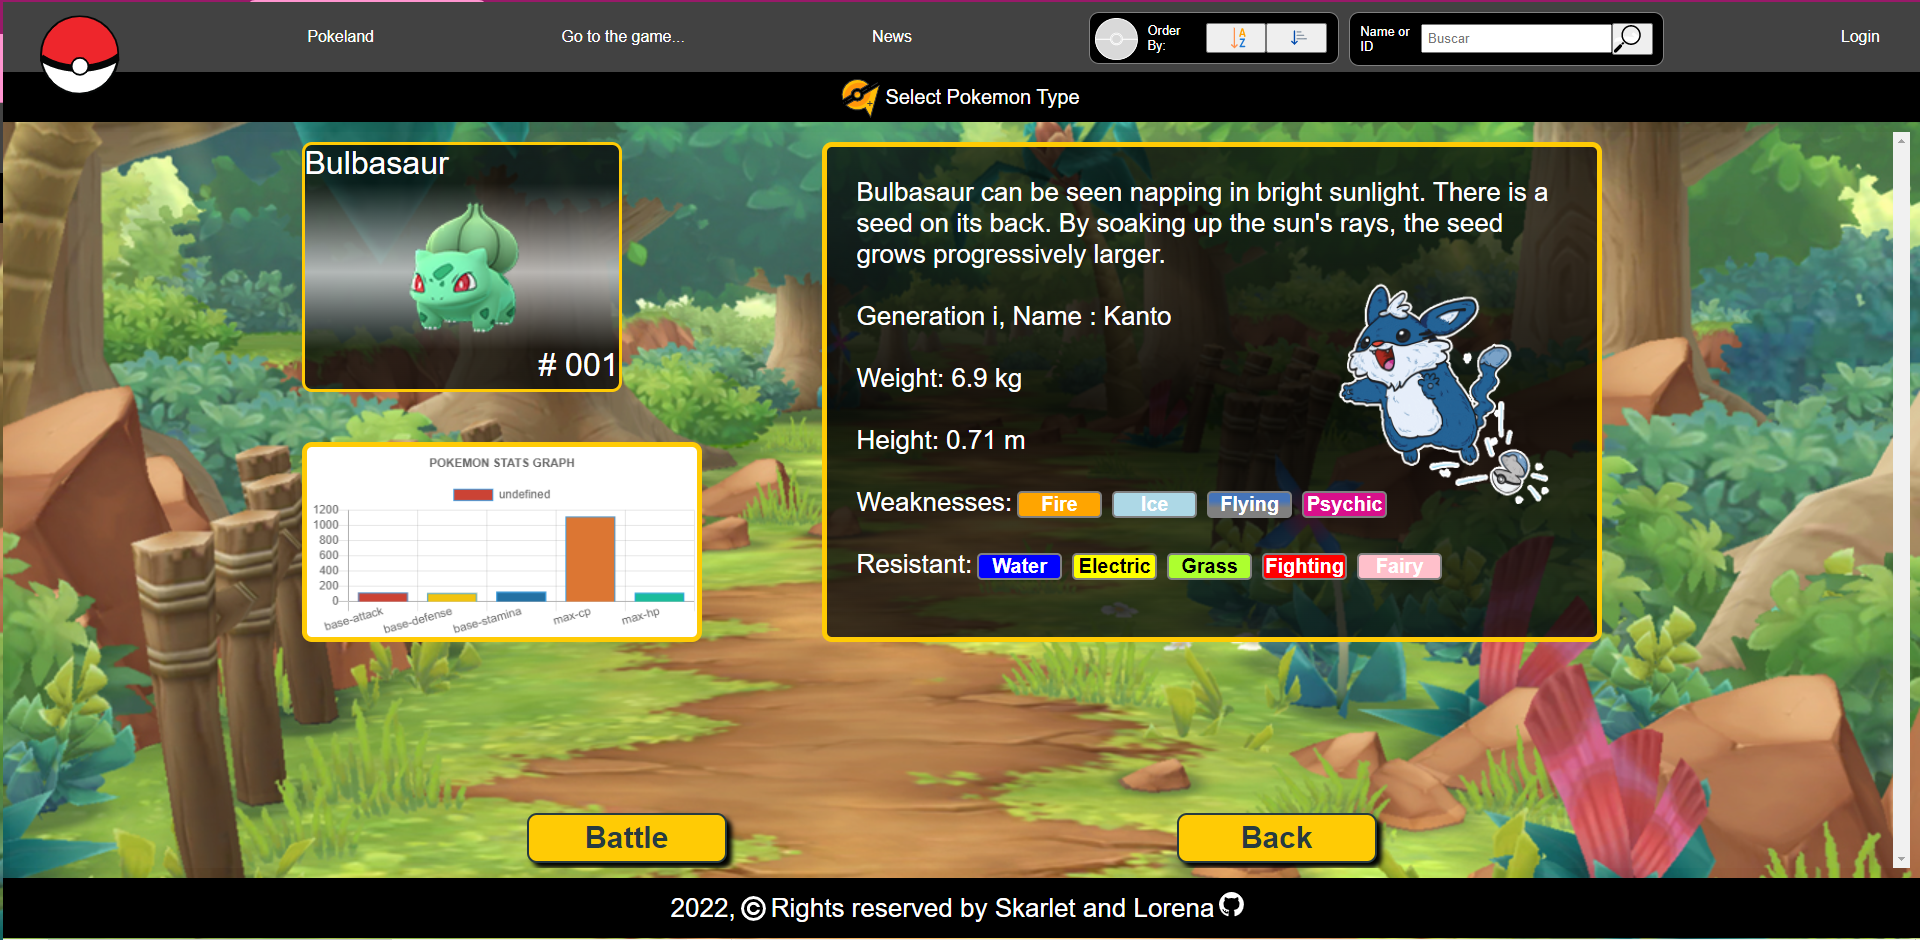 Pokeland
Go to the game...
News
Order By:
A
Z
Name or ID
Buscar
Login
Select Pokemon Type
Bulbasaur
# 001
Bulbasaur can be seen napping in bright sunlight. There is a
seed on its back. By soaking up the sun's rays, the seed
grows progressively larger.
Generation i, Name : Kanto
Weight: 6.9 kg
Height: 0.71 m
Weaknesses: Fire Ice Flying Psychic
Resistant: Water Electric Grass Fighting Fairy
POKEMON STATS GRAPH
undefined
1200
1000
800
600
400
200
0
base-attack base-defense base-stamina max-cp max-hp
Battle
Back
2022, © Rights reserved by Skarlet and Lorena